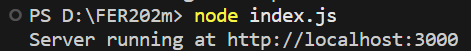 PS D:\FER202m> node index.js
Server running at http://localhost:3000